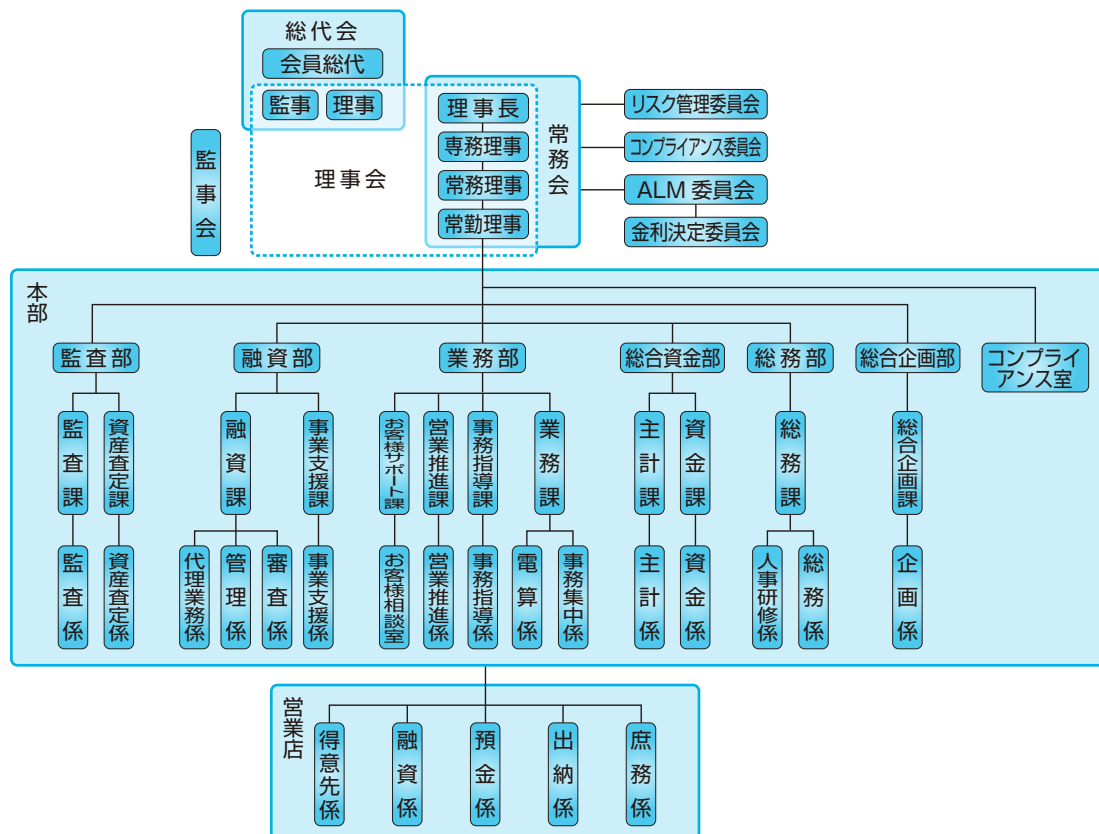 総代会
会員総代
監事
理事
理事長
専務理事
常務理事
常勤理事
常務会
理事会
監事会
リスク管理委員会
コンプライアンス委員会
ALM 委員会
金利決定委員会
本部
監査部
融資部
業務部
総合資金部
総務部
総合企画部
コンプライ
アンス室
監査課
資産査定課
融資課
事業支援課
お客様サポート課
営業推進課
事務指導課
業務課
主計課
資金課
総務課
総合企画課
監査係
資産査定係
代理業務係
管理係
審査係
事業支援係
お客様相談室
営業推進係
事務指導係
電算係
事務集中係
主計係
資金係
人事研修係
総務係
企画係
営業店
得意先係
融資係
預金係
出納係
庶務係